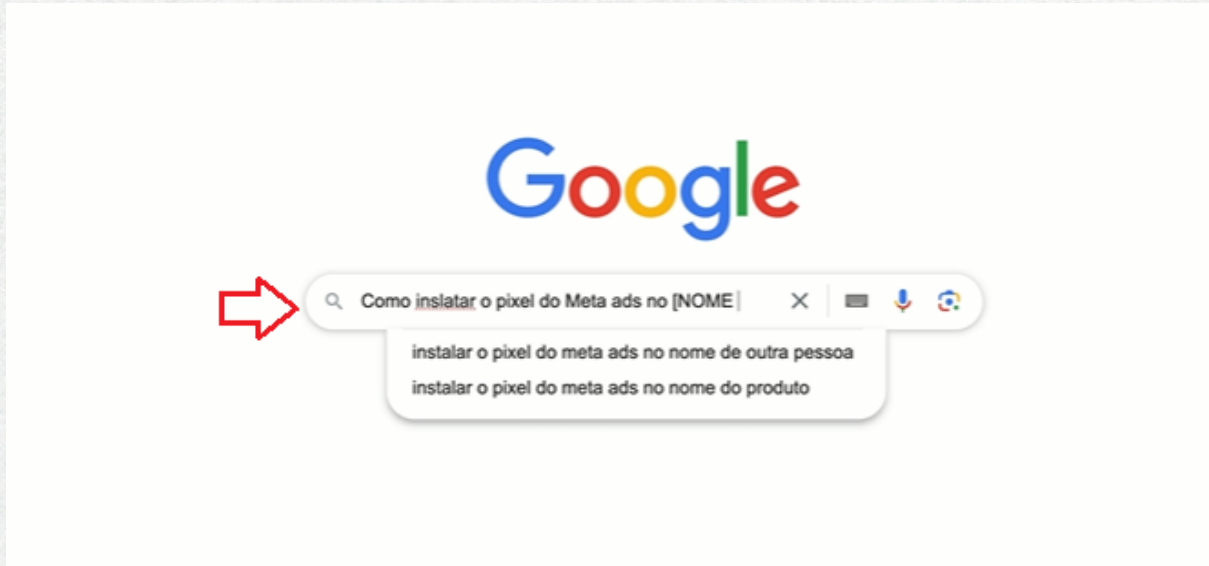 Google
Como inslatar o pixel do Meta ads no [NOME
instalar o pixel do meta ads no nome de outra pessoa
instalar o pixel do meta ads no nome do produto